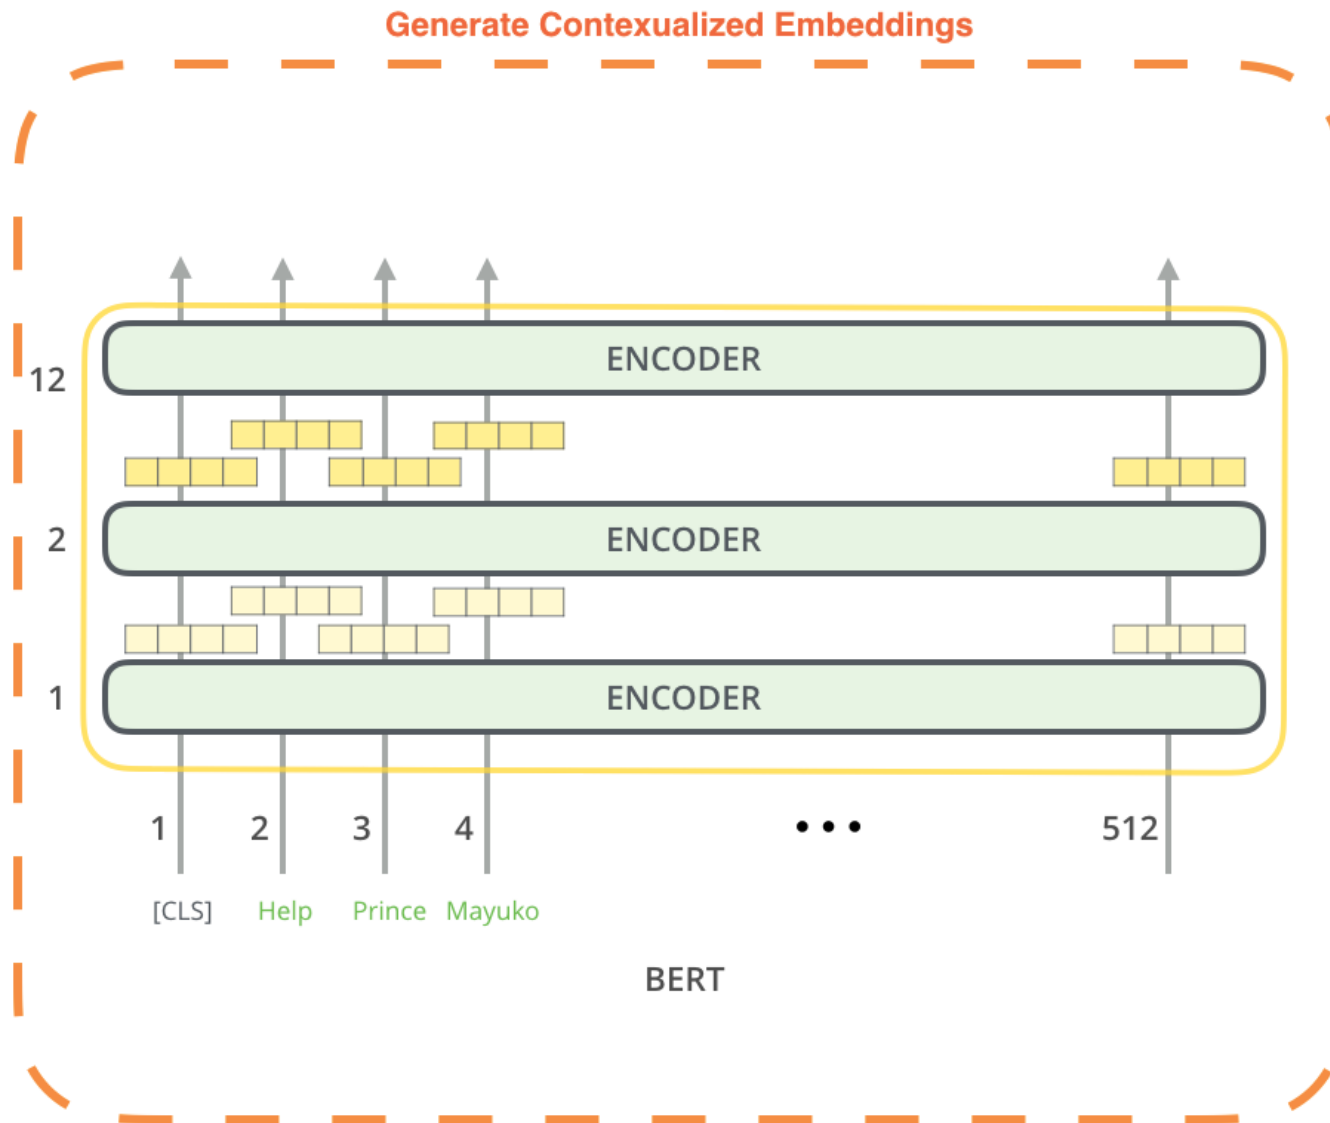 Generate Contexualized Embeddings
12 ENCODER
2 ENCODER
1 ENCODER
1 2 3 4 ••• 512
[CLS] Help Prince Mayuko
BERT